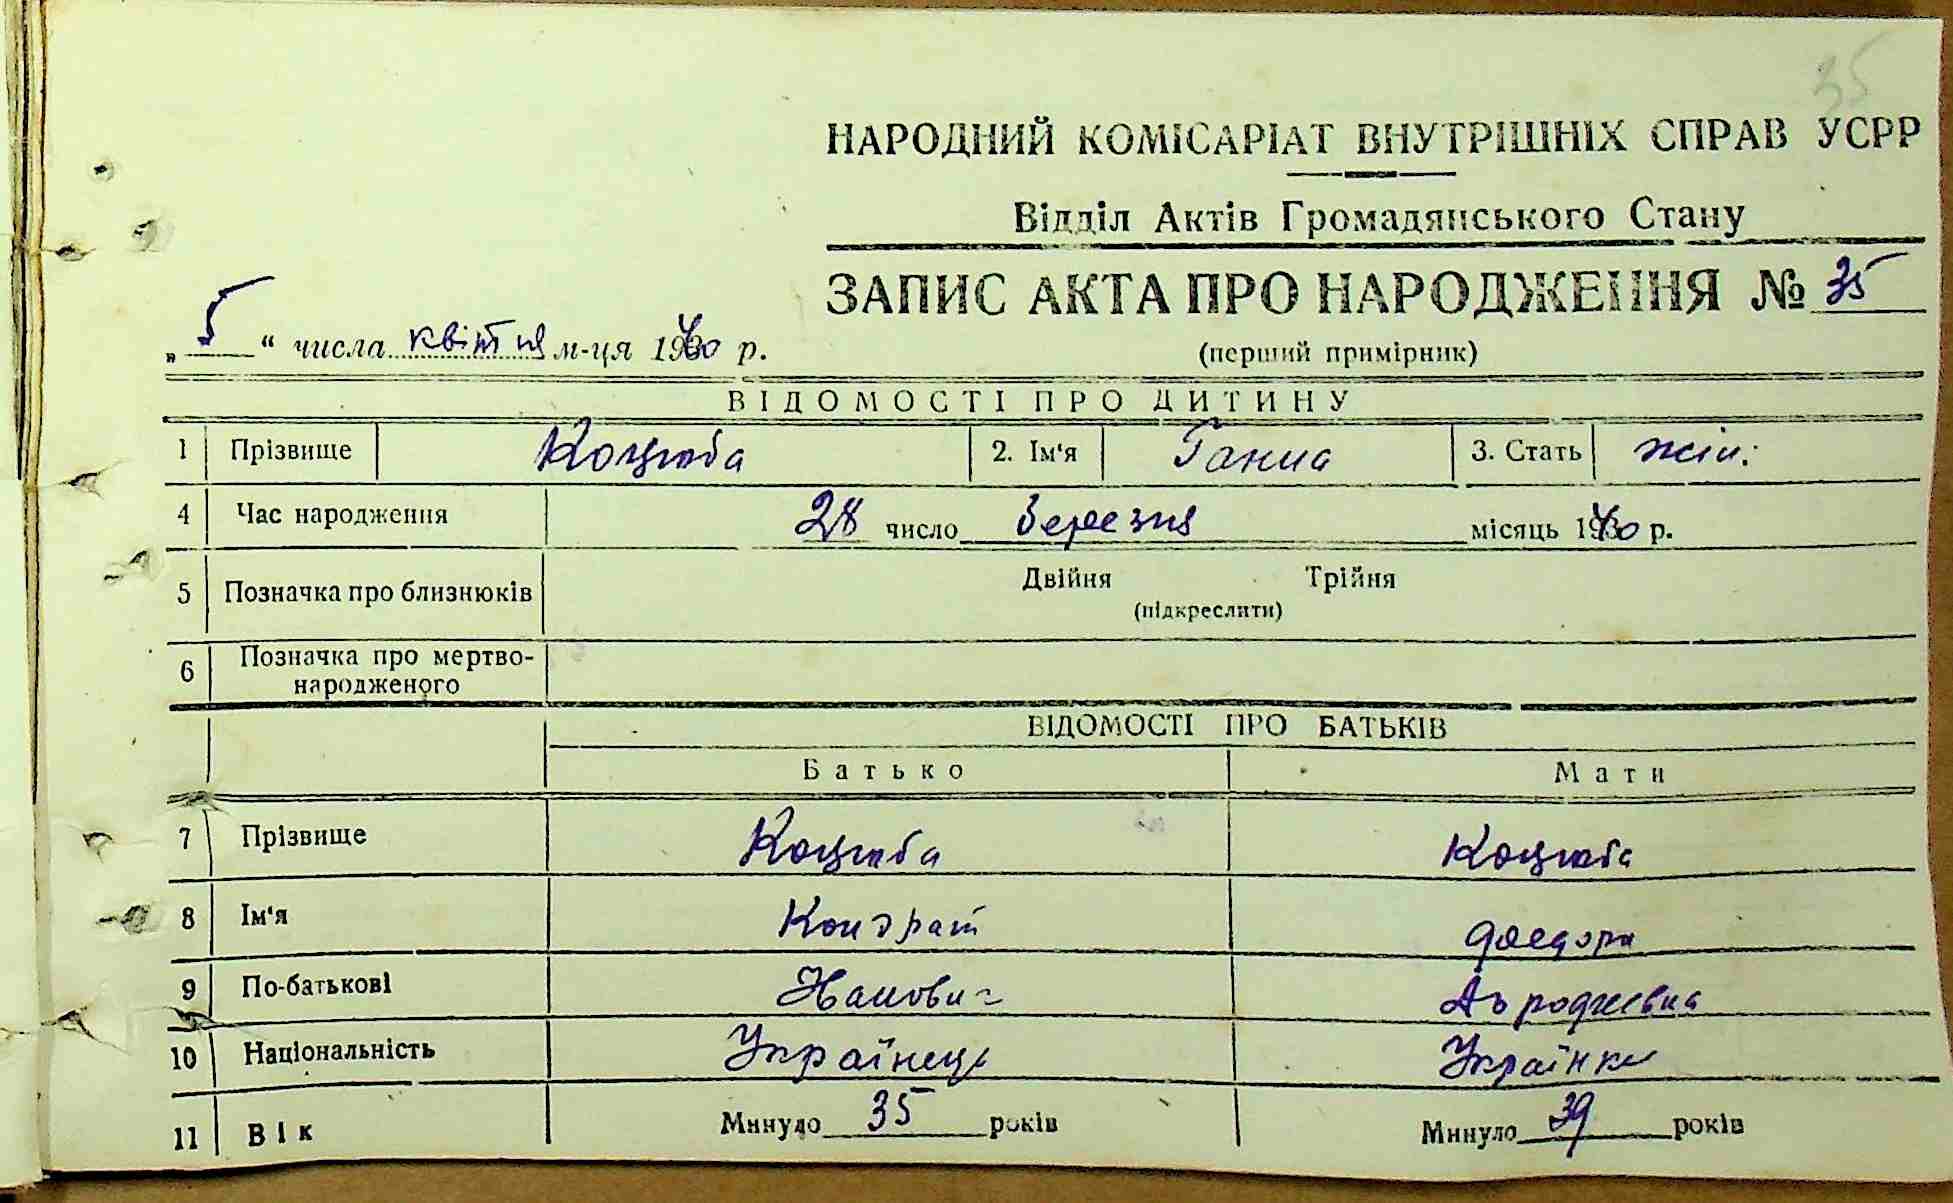 35
НАРОДНИЙ КОМІСАРІАТ ВНУТРІШНІХ СПРАВ УСРР
Відділ Актів Громадянського Стану
ЗАПИС АКТА ПРО НАРОДЖЕННЯ № 35
„ 5 “ числа квітня м-ця 1940 р.
(перший примірник)
ВІДОМОСТІ ПРО ДИТИНУ
1 Прізвище Коцюба 2. Ім‘я Ганна 3. Стать жін.
4 Час народження 28 число березня місяць 1940 р.
5 Позначка про близнюків Двійня Трійня
(підкреслити)
6 Позначка про мертво-
народженого
ВІДОМОСТІ ПРО БАТЬКІВ
Батько Мати
7 Прізвище Коцюба Коцюба
8 Ім‘я Кондрат
9 По-батькові
10 Національність Українець Українка
11 Вік Минуло 35 років Минуло 39 років